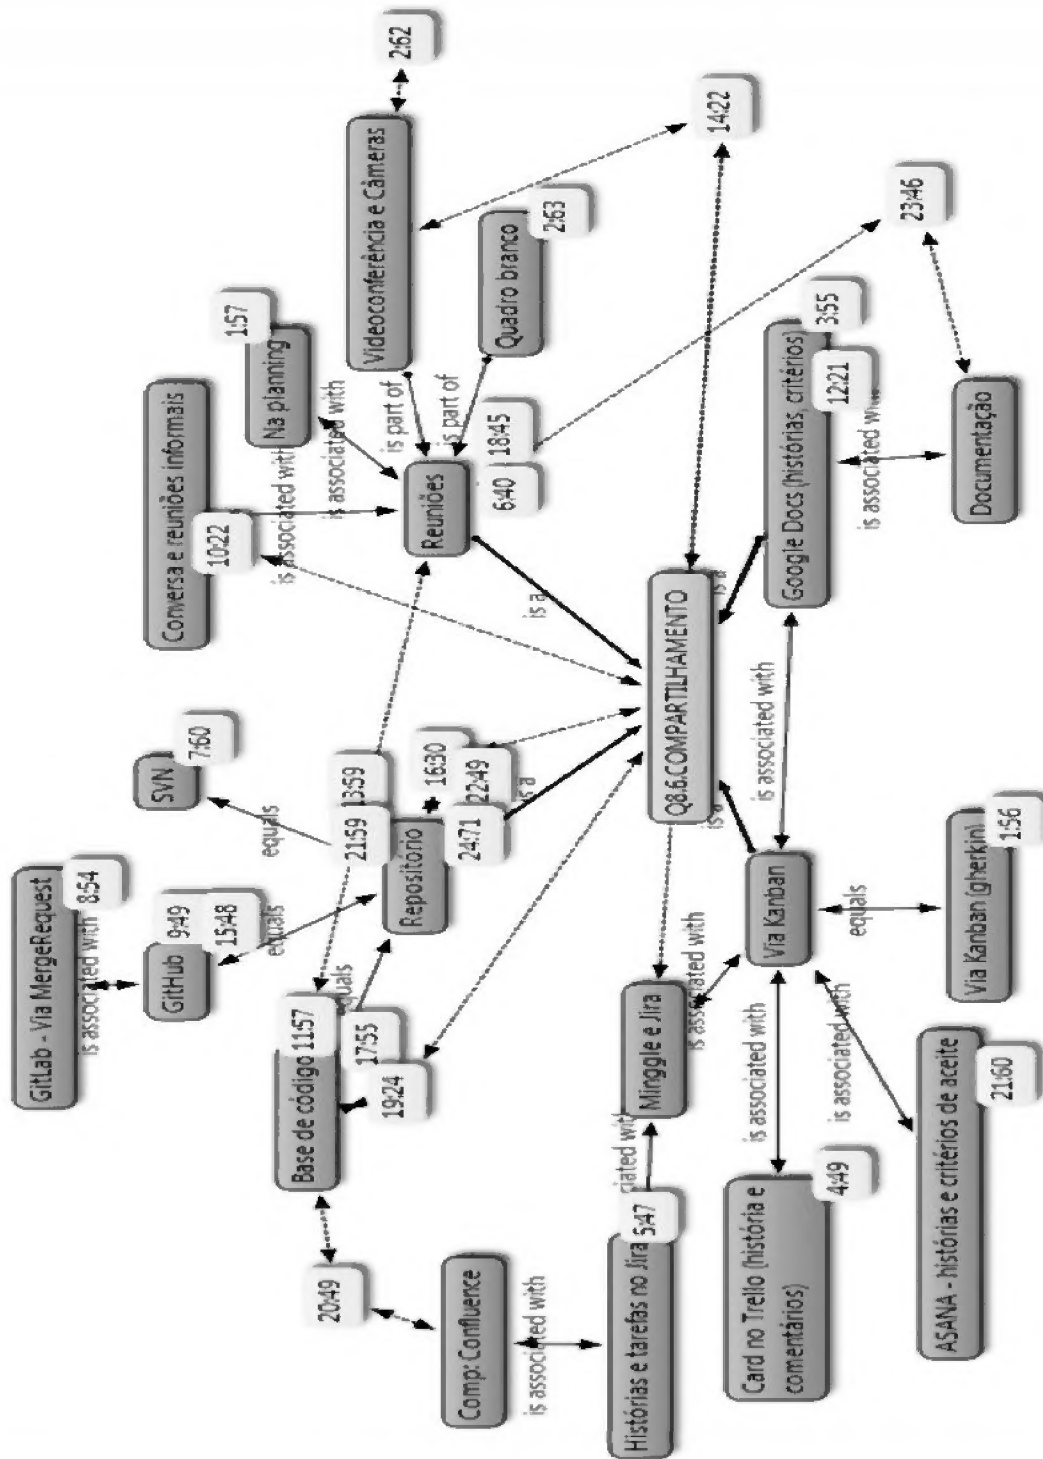 GitLab - Via MergeRequest
8:54
is associated with
GitHub
9:49
15:48
equals
SVN
7:60
equals
Conversa e reuniões informais
10:22
is associated with
Na planning
1:57
is associated with
Videoconferência e Câmeras
2:62
is part of
Quadro branco
2:63
is part of
Reuniões
6:40
18:45
is a
14:22
23:46
Base de código
11:57
17:55
19:24
equals
13:59
21:59
Repositório
16:30
22:49
24:71
is a
20:49
Comp: Confluence
is associated with
Histórias e tarefas no Jira
5:47
ciated with
Minggle e Jira
is associated with
Q8.6.COMPARTILHAMENTO
is a
is a
Google Docs (histórias, critérios)
3:55
12:21
is associated with
is associated
Documentação
Via Kanban
equals
Via Kanban (gherkin)
1:56
is associated with
Card no Trello (história e
comentários)
4:49
is associated with
ASANA - histórias e critérios de aceite
21:60